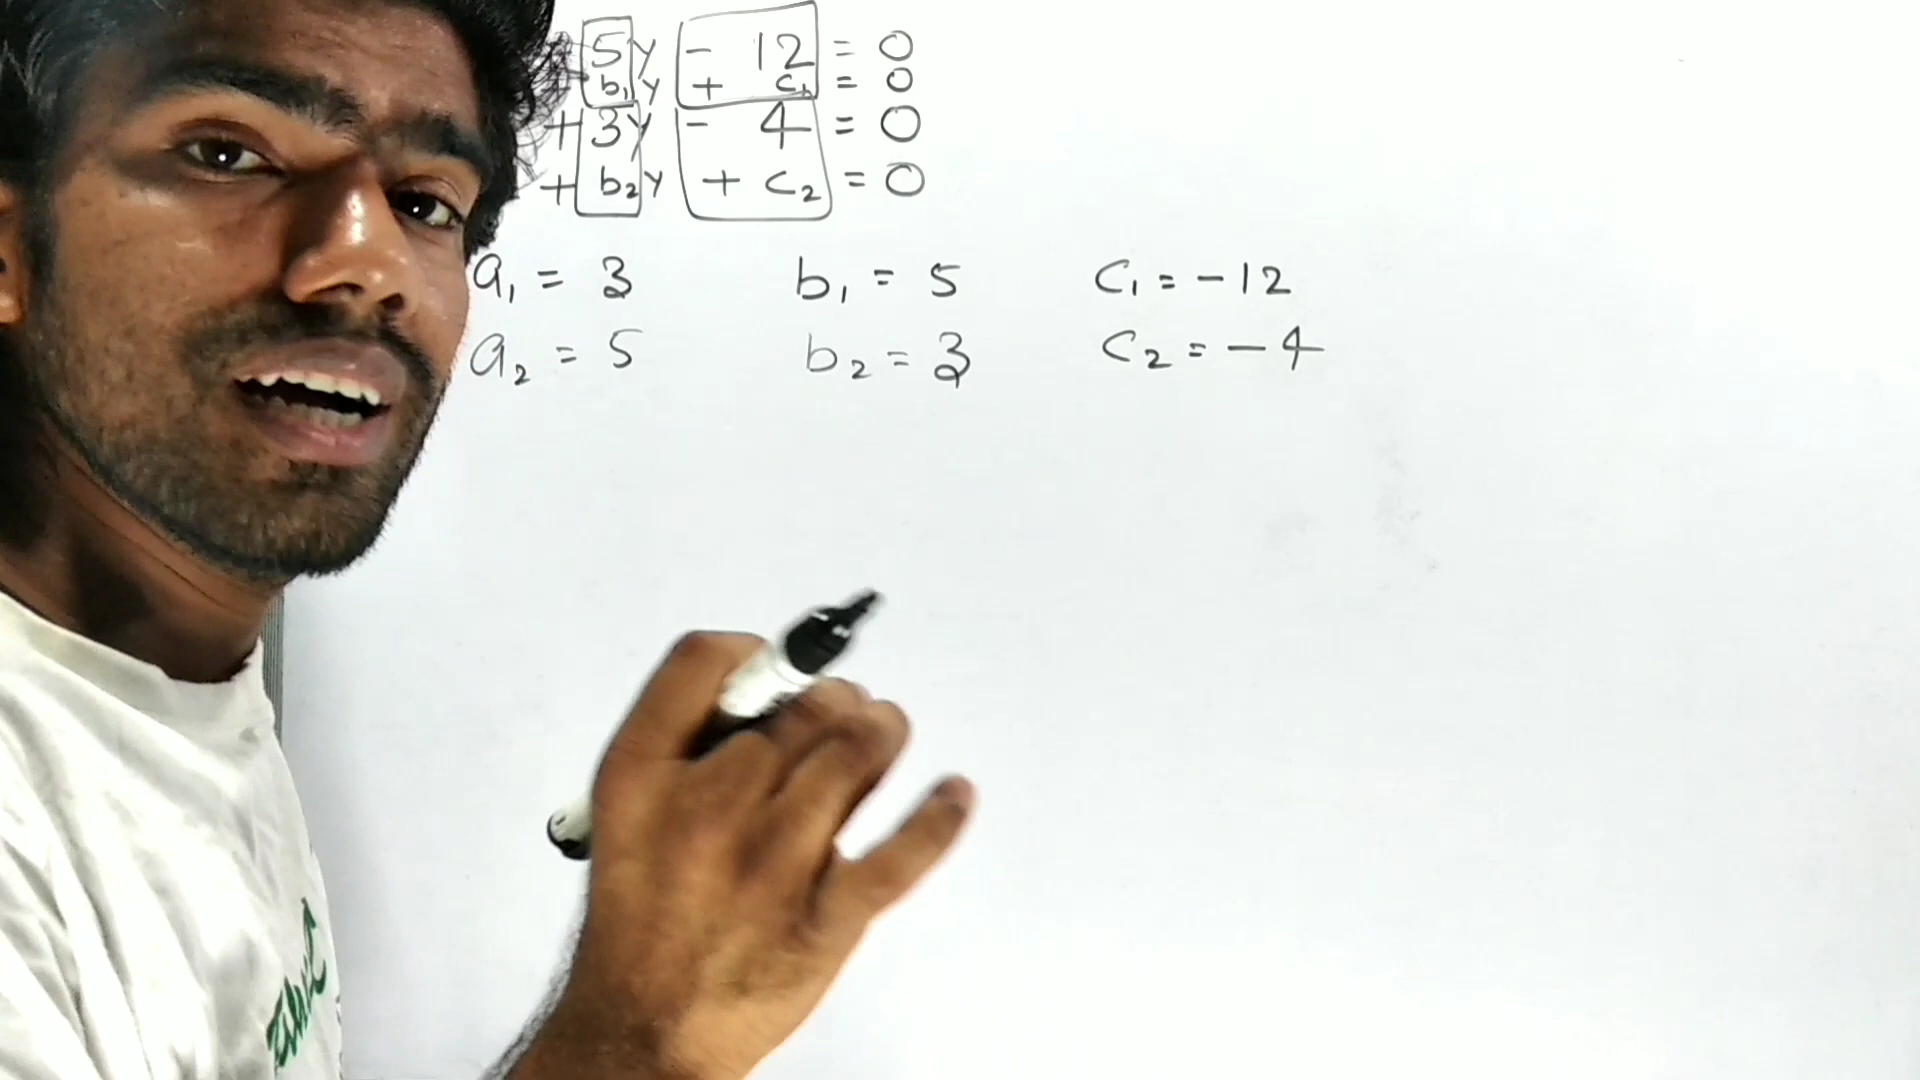 5y - 12 = 0
b₁y + c₁ = 0
+ 3y - 4 = 0
+ b₂y + c₂ = 0
a₁ = 3 b₁ = 5 c₁ = -12
a₂ = 5 b₂ = 3 c₂ = -4